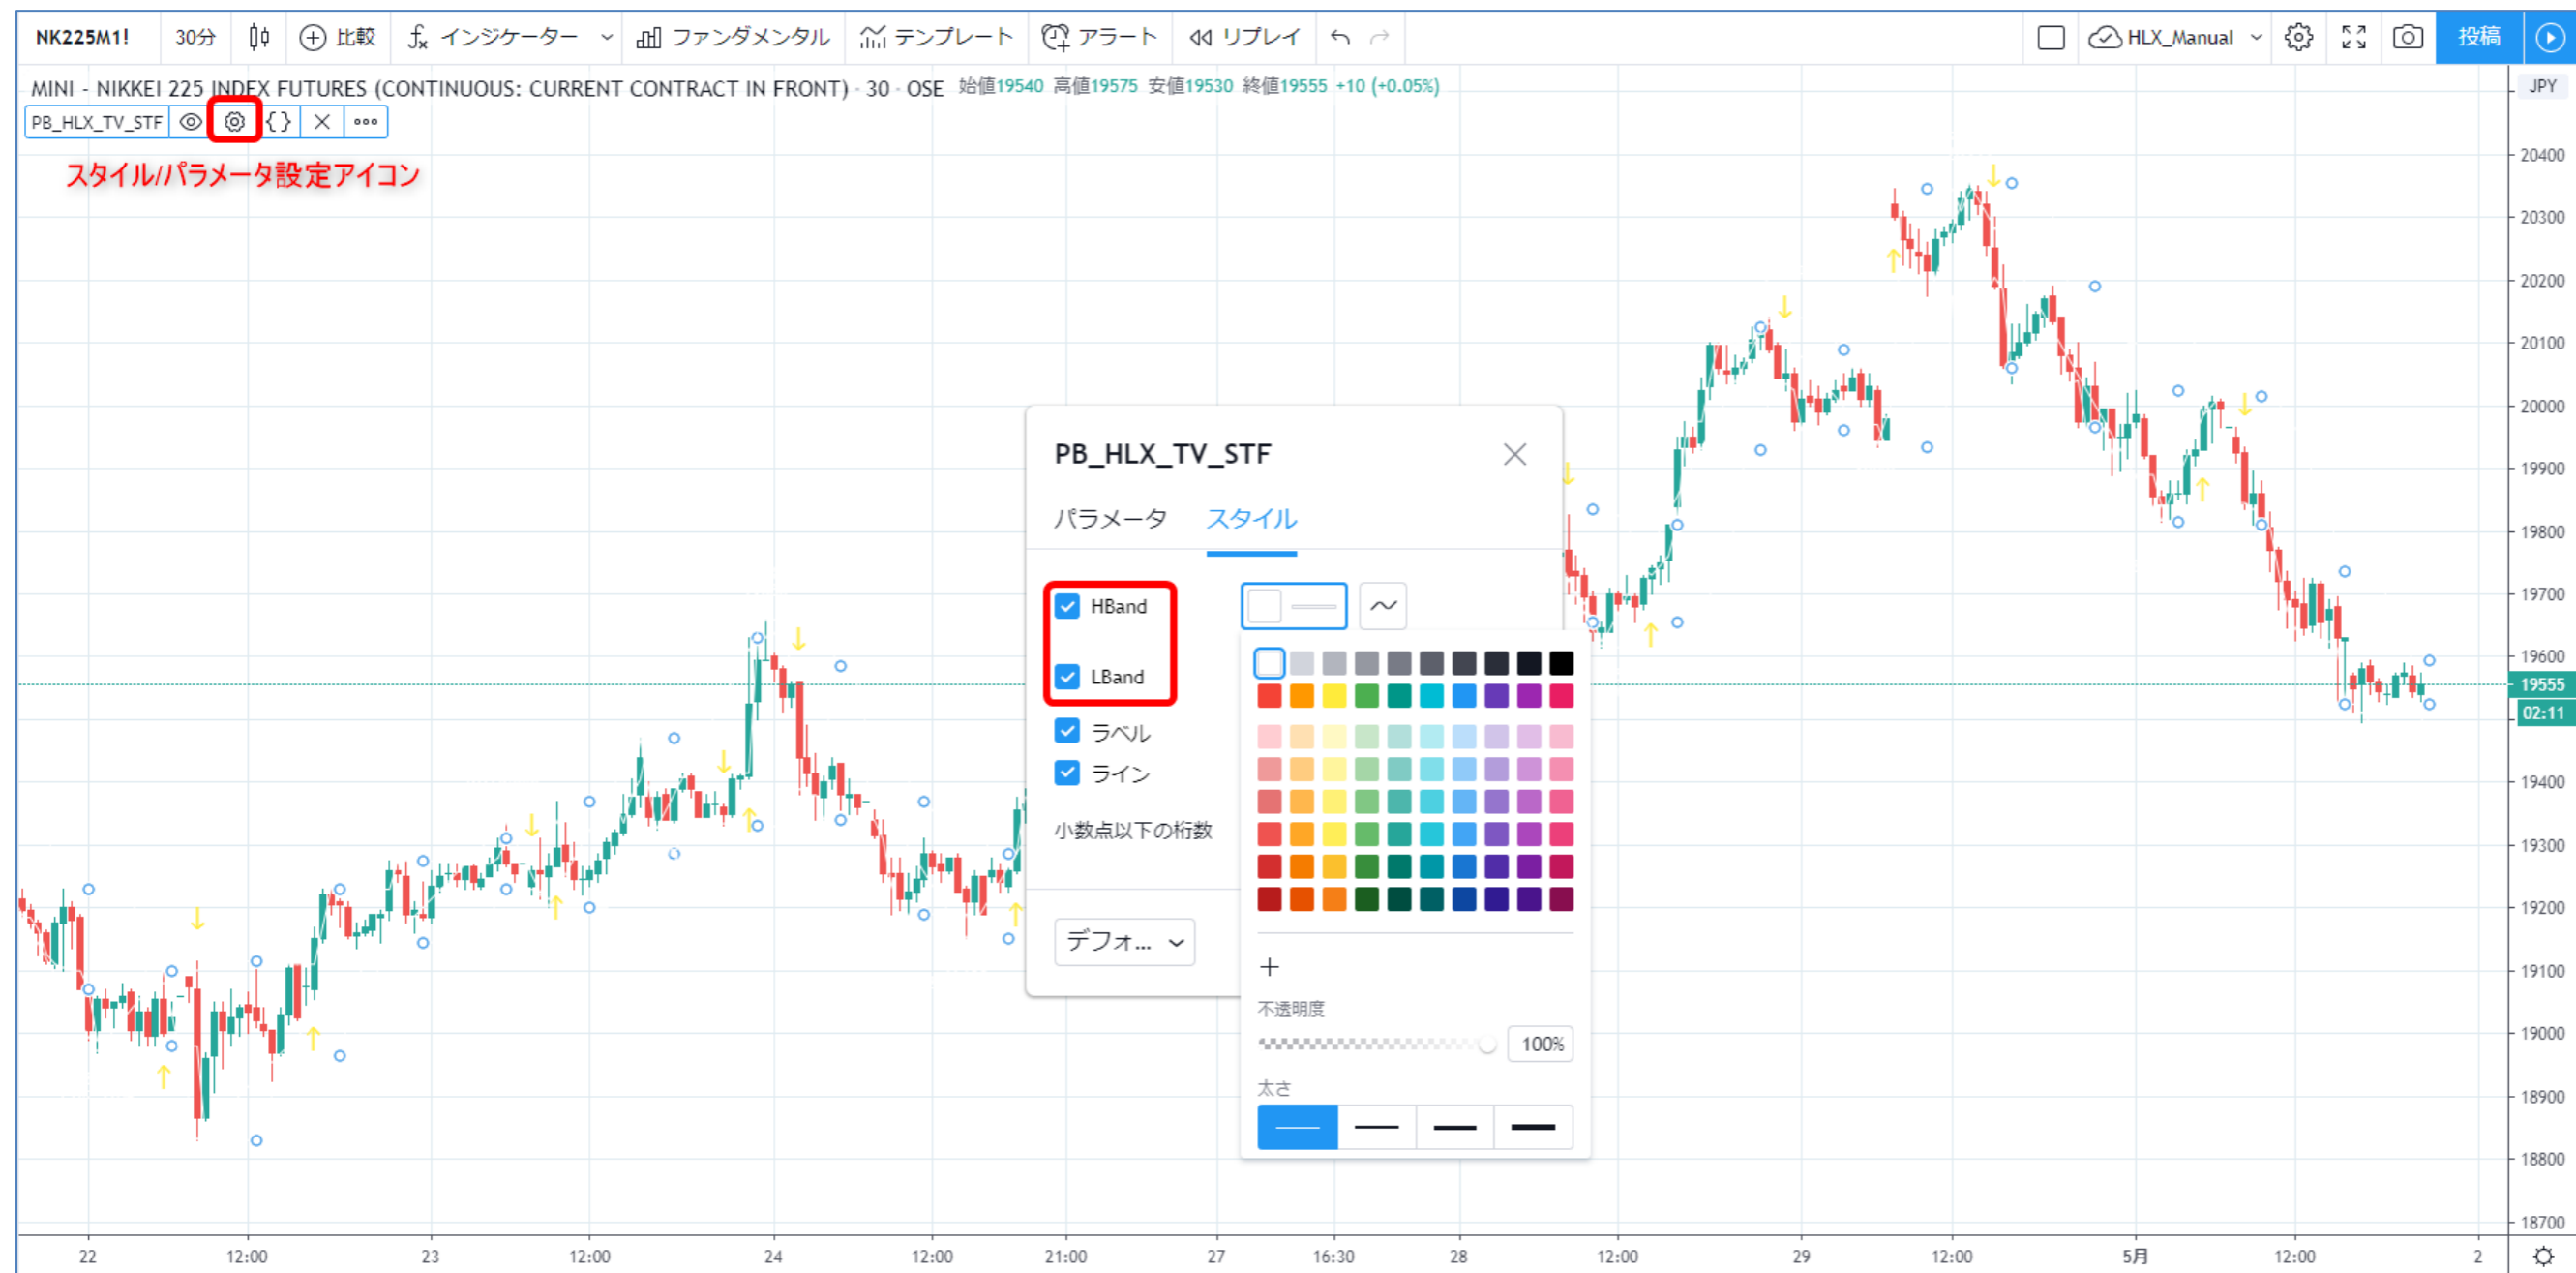 NK225M1! 30分 比較 fx インジケーター ファンダメンタル テンプレート アラート リプレイ HLX_Manual 投稿
MINI - NIKKEI 225 INDEX FUTURES (CONTINUOUS: CURRENT CONTRACT IN FRONT) · 30 · OSE 始値19540 高値19575 安値19530 終値19555 +10 (+0.05%) JPY
PB_HLX_TV_STF
スタイル/パラメータ設定アイコン
20400
20300
20200
20100
20000
19900
19800
19700
19600
19555
02:11
19400
19300
19200
19100
19000
18900
18800
18700
PB_HLX_TV_STF
パラメータ スタイル
HBand
LBand
ラベル
ライン
小数点以下の桁数
デフォ...
不透明度
100%
太さ
22 12:00 23 12:00 24 12:00 21:00 27 16:30 28 12:00 29 12:00 5月 12:00 2